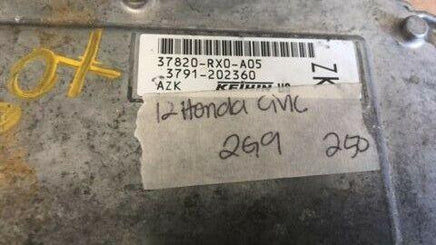 37820-RX0-A05
3791-202360
AZK KEIHIN
ZK
12 Honda Civic
2G9 250